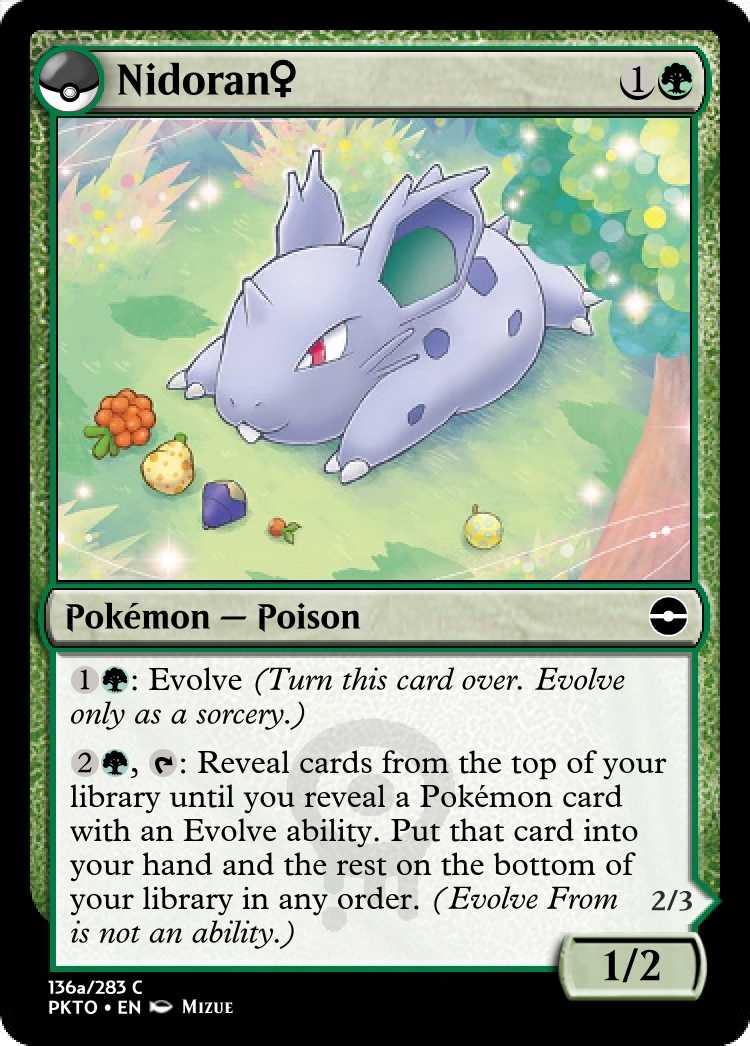 Nidoran♀ 1
Pokémon — Poison
1: Evolve (Turn this card over. Evolve
only as a sorcery.)
2, : Reveal cards from the top of your
library until you reveal a Pokémon card
with an Evolve ability. Put that card into
your hand and the rest on the bottom of
your library in any order. (Evolve From
is not an ability.)
2/3
1/2
136a/283 C
PKTO • EN Mizue